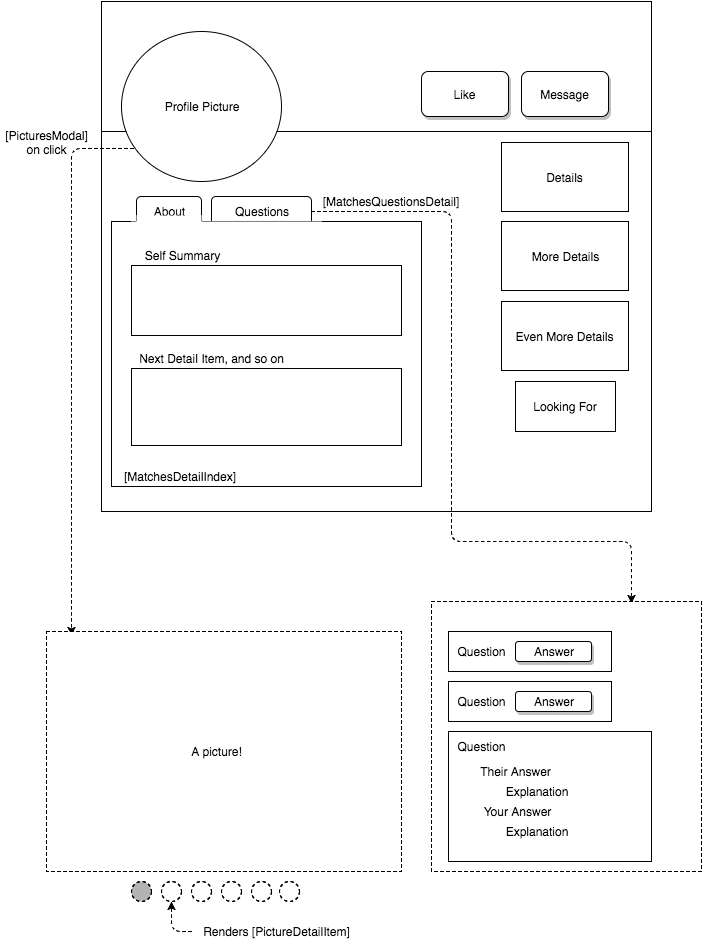 Profile Picture
Like
Message
[PicturesModal]
on click
Details
About
Questions
[MatchesQuestionsDetail]
Self Summary
More Details
Even More Details
Next Detail Item, and so on
Looking For
[MatchesDetailIndex]
A picture!
Question
Answer
Question
Answer
Question
Their Answer
Explanation
Your Answer
Explanation
Renders [PictureDetailItem]